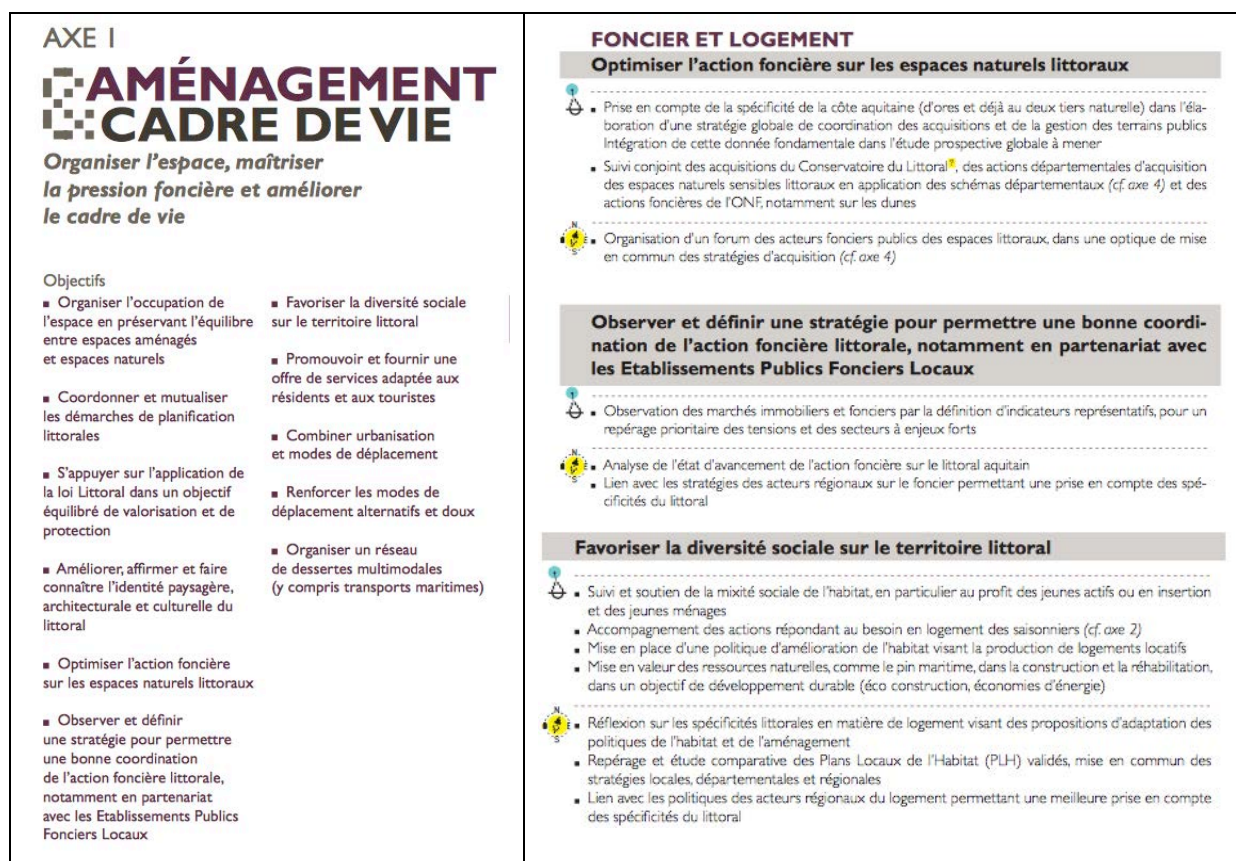 AXE 1
AMÉNAGEMENT
CADRE DE VIE
Organiser l'espace, maîtriser
la pression foncière et améliorer
le cadre de vie
Objectifs
▪ Organiser l'occupation de
l'espace en préservant l'équilibre
entre espaces aménagés
et espaces naturels
▪ Coordonner et mutualiser
les démarches de planification
littorales
▪ S'appuyer sur l'application de
la loi Littoral dans un objectif
équilibré de valorisation et de
protection
▪ Améliorer, affirmer et faire
connaître l'identité paysagère,
architecturale et culturelle du
littoral
▪ Optimiser l'action foncière
sur les espaces naturels littoraux
▪ Observer et définir
une stratégie pour permettre
une bonne coordination
de l'action foncière littorale,
notamment en partenariat
avec les Etablissements Publics
Fonciers Locaux
▪ Favoriser la diversité sociale
sur le territoire littoral
▪ Promouvoir et fournir une
offre de services adaptée aux
résidents et aux touristes
▪ Combiner urbanisation
et modes de déplacement
▪ Renforcer les modes de
déplacement alternatifs et doux
▪ Organiser un réseau
de dessertes multimodales
(y compris transports maritimes)
FONCIER ET LOGEMENT
Optimiser l'action foncière sur les espaces naturels littoraux
▪ Prise en compte de la spécificité de la côte aquitaine (d'ores et déjà au deux tiers naturelle) dans l'éla-
boration d'une stratégie globale de coordination des acquisitions et de la gestion des terrains publics
Intégration de cette donnée fondamentale dans l'étude prospective globale à mener
▪ Suivi conjoint des acquisitions du Conservatoire du Littoral?, des actions départementales d'acquisition
des espaces naturels sensibles littoraux en application des schémas départementaux (cf. axe 4) et des
actions foncières de l'ONF, notamment sur les dunes
N
E
S
▪ Organisation d'un forum des acteurs fonciers publics des espaces littoraux, dans une optique de mise
en commun des stratégies d'acquisition (cf. axe 4)
Observer et définir une stratégie pour permettre une bonne coordi-
nation de l'action foncière littorale, notamment en partenariat avec
les Etablissements Publics Fonciers Locaux
▪ Observation des marchés immobiliers et fonciers par la définition d'indicateurs représentatifs, pour un
repérage prioritaire des tensions et des secteurs à enjeux forts
N
E
S
▪ Analyse de l'état d'avancement de l'action foncière sur le littoral aquitain
▪ Lien avec les stratégies des acteurs régionaux sur le foncier permettant une prise en compte des spé-
cificités du littoral
Favoriser la diversité sociale sur le territoire littoral
▪ Suivi et soutien de la mixité sociale de l'habitat, en particulier au profit des jeunes actifs ou en insertion
et des jeunes ménages
▪ Accompagnement des actions répondant au besoin en logement des saisonniers (cf. axe 2)
▪ Mise en place d'une politique d'amélioration de l'habitat visant la production de logements locatifs
▪ Mise en valeur des ressources naturelles, comme le pin maritime, dans la construction et la réhabilitation,
dans un objectif de développement durable (éco construction, économies d'énergie)
N
E
S
▪ Réflexion sur les spécificités littorales en matière de logement visant des propositions d'adaptation des
politiques de l'habitat et de l'aménagement
▪ Repérage et étude comparative des Plans Locaux de l'Habitat (PLH) validés, mise en commun des
stratégies locales, départementales et régionales
▪ Lien avec les politiques des acteurs régionaux du logement permettant une meilleure prise en compte
des spécificités du littoral